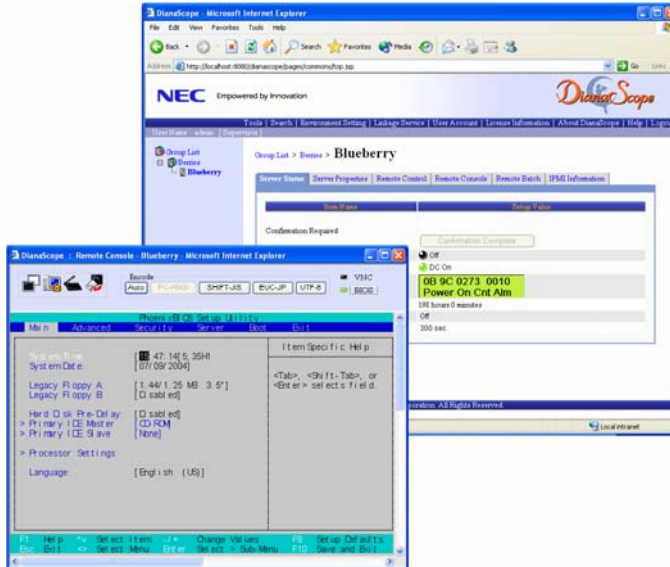 DianaScope - Microsoft Internet Explorer
File Edit View Favorites Tools Help
Back Search Favorites Media
Address http://localhost:8080/dianascope/pages/commons/top.jsp Go Links
NEC Empowered by Innovation
DianaScope
Tools | Search | Environment Setting | Linkage Service | User Account | License Information | About DianaScope | Help | Logout
User Name : admin [Supervisor]
Group List
Berries
Blueberry
Group List > Berries > Blueberry
Server Status Server Properties Remote Control Remote Console Remote Batch IPMI Information
Item Name Setup Value
Confirmation Required
Confirmation Complete
Off
DC On
0B 9C 0273 0010
Power On Cnt Alm
198 hours 0 minutes
Off
300 sec.
poration. All Rights Reserved.
Local intranet
DianaScope : Remote Console - Blueberry - Microsoft Internet Explorer
Encode
Auto PC-ANSI SHIFT-JIS EUC-JP UTF-8
VNC
BIOS
PhoenixBIOS Setup Utility
Main Advanced Security Server Boot Exit
Item Specific Help
System Time: 47: 14[5; 35H]
System Date: [07/09/2004]
<Tab>, <Shift-Tab>, or
<Enter> selects field.
Legacy Floppy A: [1.44/1.25 MB 3.5"]
Legacy Floppy B: [Disabled]
Hard Disk Pre-Delay: [Disabled]
> Primary IDE Master [CD-ROM]
> Primary IDE Slave [None]
> Processor Settings
Language: [English (US)]
F1 Help ^v Select Item -/+ Change Values F9 Setup Defaults
Esc Exit <> Select Menu Enter Select > Sub-Menu F10 Save and Exit